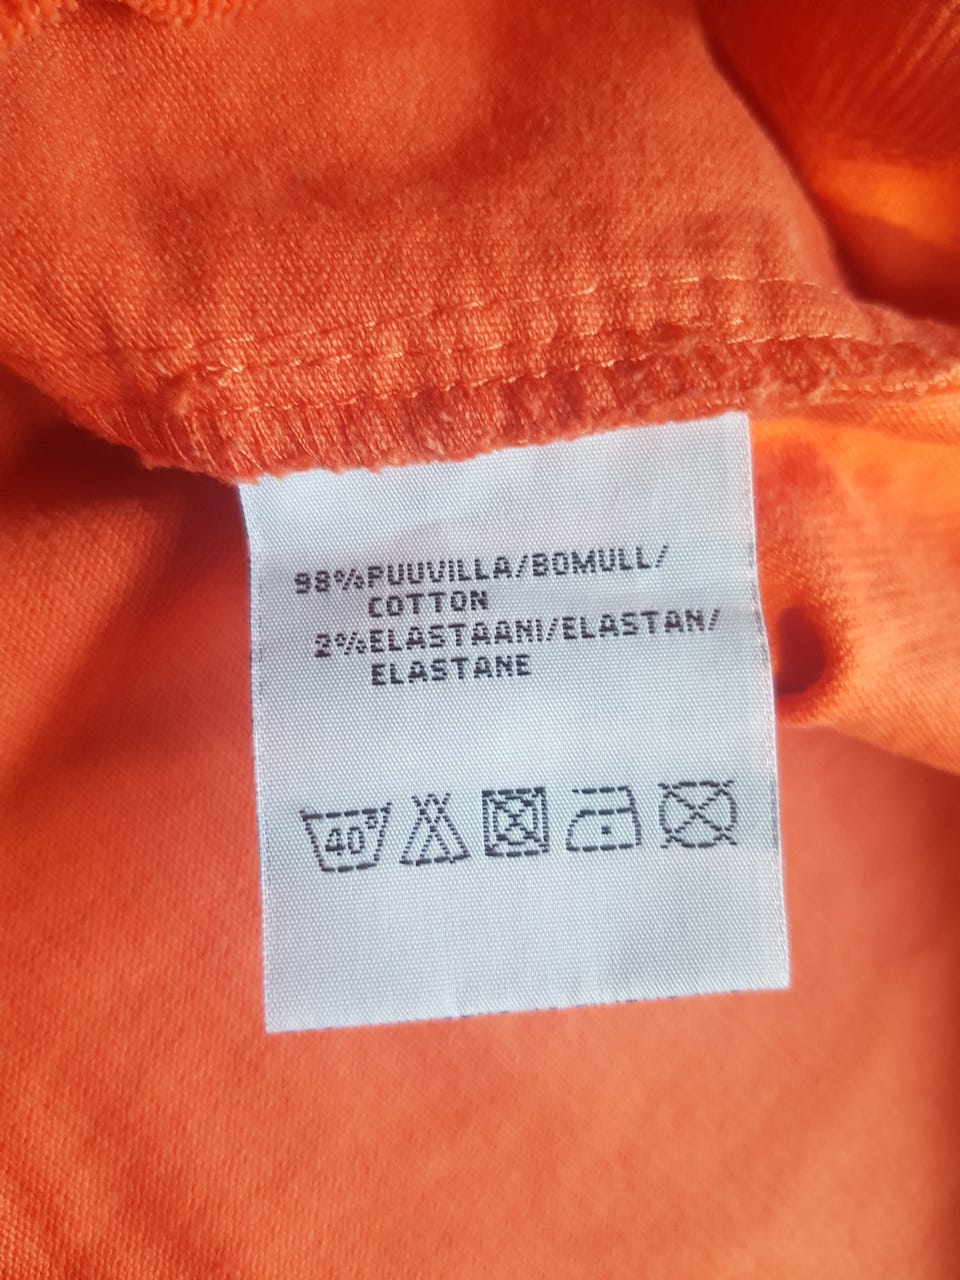 98%PUUVILLA/BOMULL/
COTTON
2%ELASTAANI/ELASTAN/
ELASTANE
40°